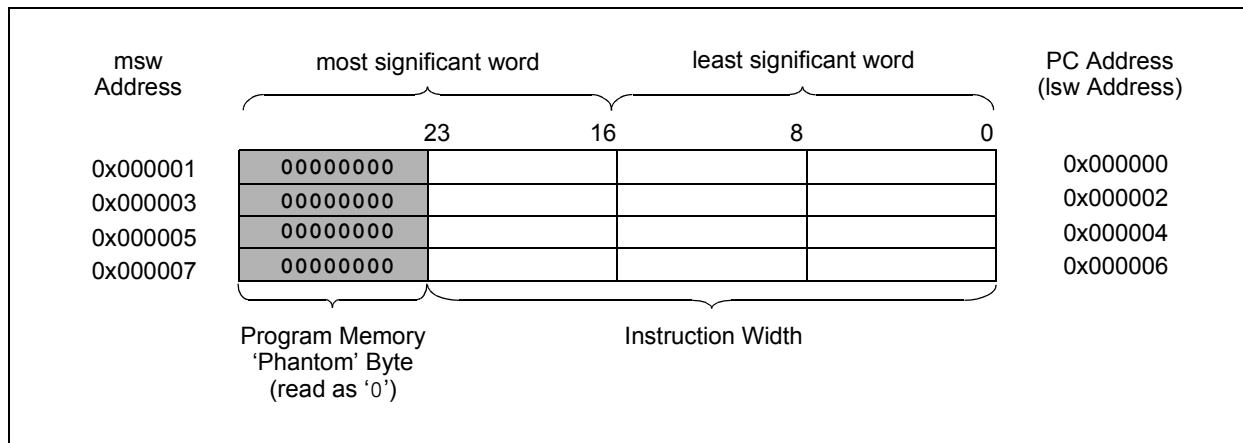 msw
Address
most significant word
least significant word
PC Address
(lsw Address)
23 16 8 0
0x000001 00000000 0x000000
0x000003 00000000 0x000002
0x000005 00000000 0x000004
0x000007 00000000 0x000006
Program Memory
‘Phantom’ Byte
(read as ‘0’)
Instruction Width